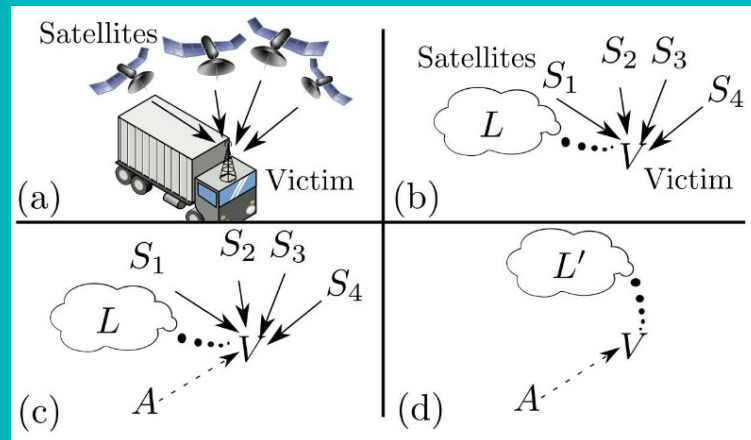 Satellites
Victim
(a)
Satellites
S1
S2
S3
S4
L
V
Victim
(b)
S1
S2
S3
S4
L
V
A
(c)
L′
V
A
(d)